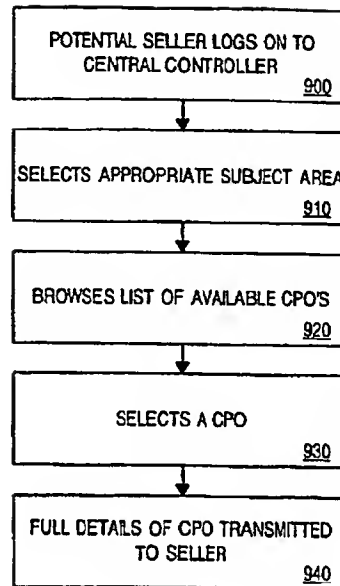 POTENTIAL SELLER LOGS ON TO
CENTRAL CONTROLLER
900
SELECTS APPROPRIATE SUBJECT AREA
910
BROWSES LIST OF AVAILABLE CPO'S
920
SELECTS A CPO
930
FULL DETAILS OF CPO TRANSMITTED
TO SELLER
940